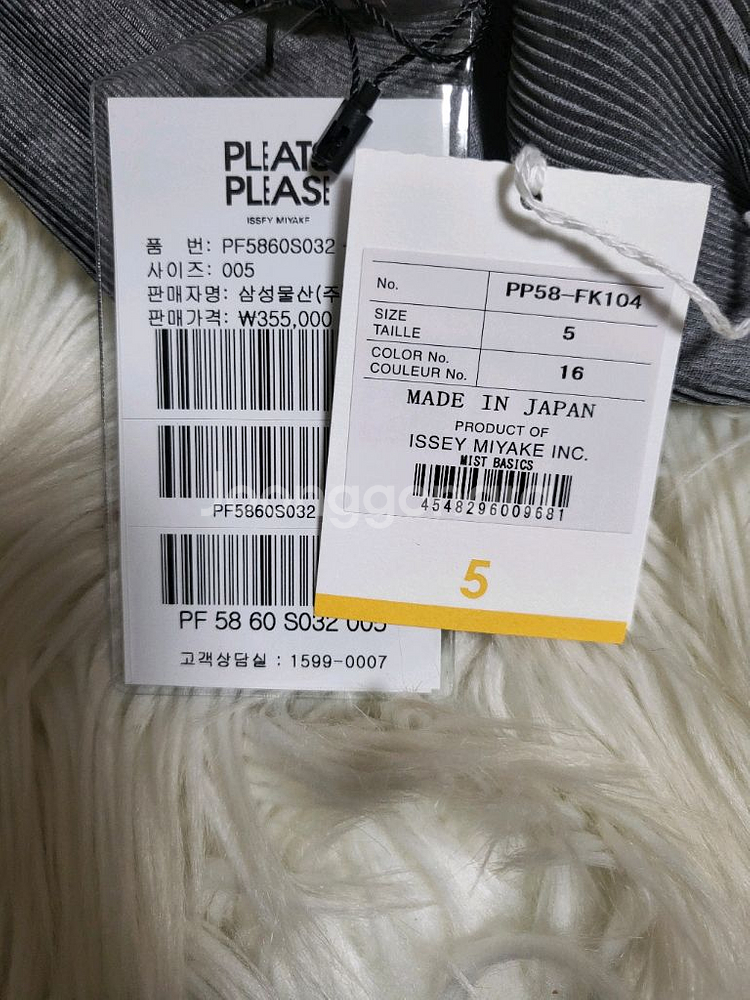 PLEATS
PLEASE
ISSEY MIYAKE
품 번: PF5860S032
사이즈: 005
판매자명: 삼성물산(주
판매가격: ₩355,000
PF5860S032
PF 58 60 S032 005
고객상담실 : 1599-0007
No. PP58-FK104
SIZE
TAILLE 5
COLOR No.
COULEUR No. 16
MADE IN JAPAN
PRODUCT OF
ISSEY MIYAKE INC.
MIST BASICS
4548296009681
5
Joonggonara